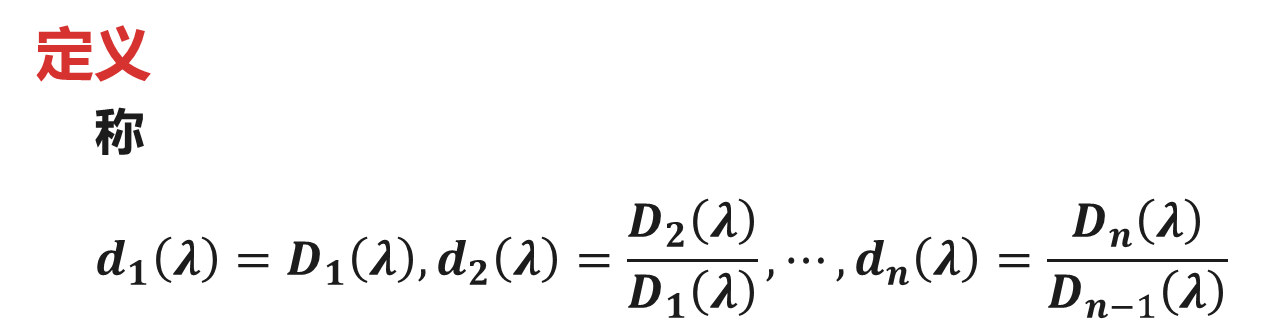 定义
称
d₁(λ) = D₁(λ), d₂(λ) = D₂(λ)/D₁(λ), ⋯, dₙ(λ) = Dₙ(λ)/Dₙ₋₁(λ)